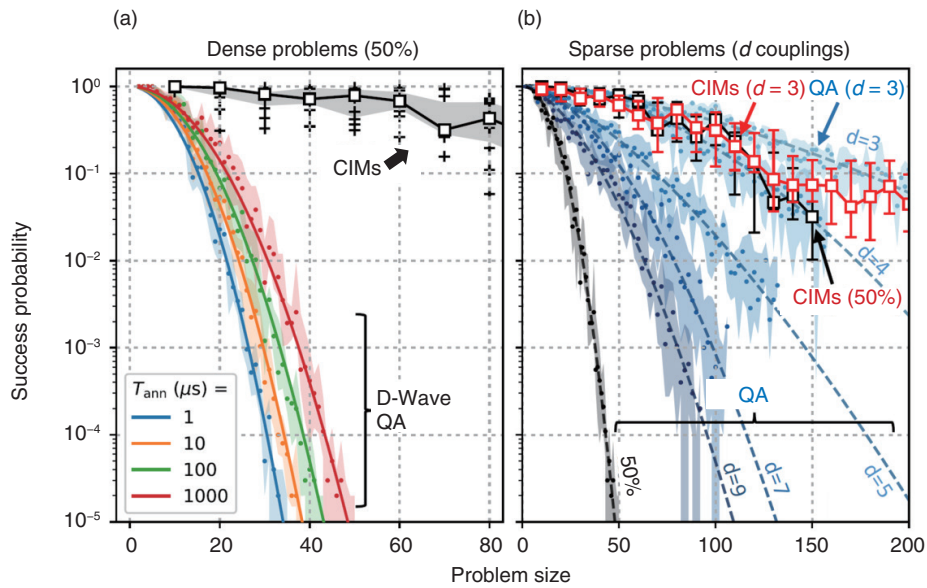 (a)
Dense problems (50%)
Success probability
10⁰
10⁻¹
10⁻²
10⁻³
10⁻⁴
10⁻⁵
CIMs
D-Wave
QA
T_ann (μs) =
1
10
100
1000
0
20
40
60
80
(b)
Sparse problems (d couplings)
CIMs (d = 3)
QA (d = 3)
d=3
d=4
CIMs (50%)
QA
50%
d=9
d=7
d=5
0
50
100
150
200
Problem size